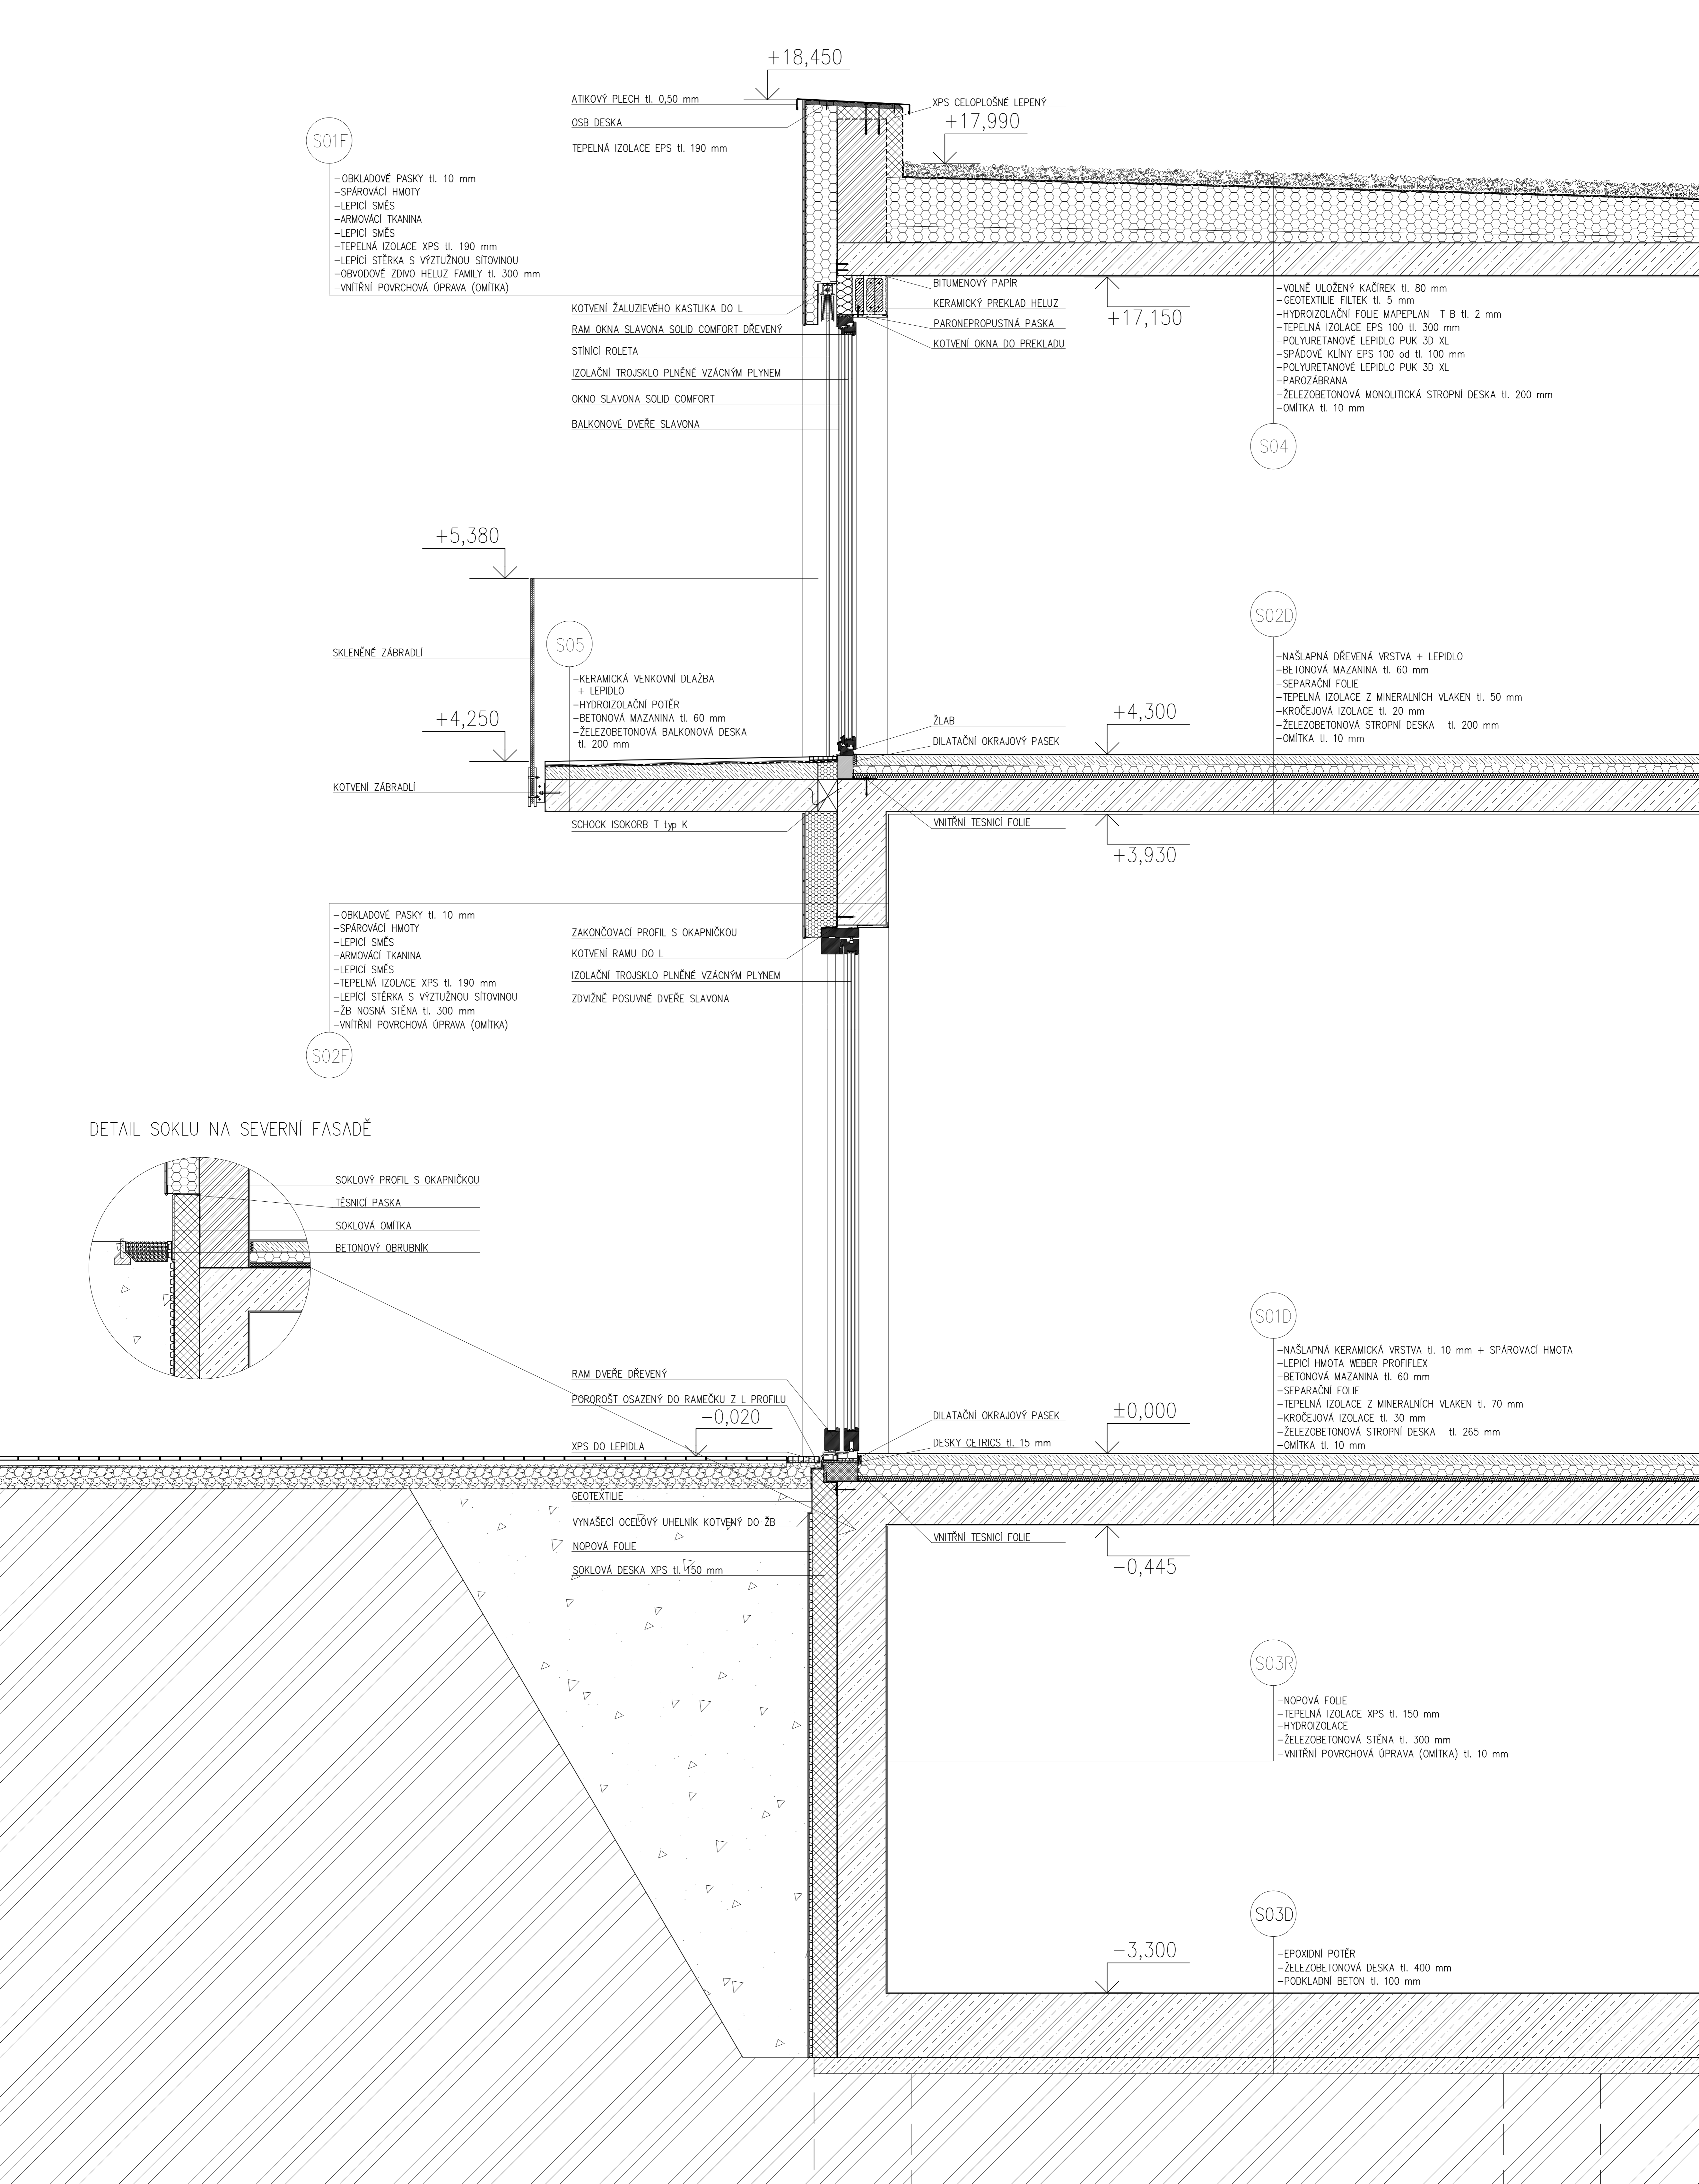 +18,450
ATIKOVÝ PLECH tl. 0,50 mm
OSB DESKA
TEPELNÁ IZOLACE EPS tl. 190 mm
XPS CELOPLOŠNÉ LEPENÝ
+17,990
S01F
-OBKLADOVÉ PASKY tl. 10 mm
-SPÁROVÁCÍ HMOTY
-LEPICÍ SMĚS
-ARMOVÁCÍ TKANINA
-LEPICÍ SMĚS
-TEPELNÁ IZOLACE XPS tl. 190 mm
-LEPÍCÍ STĚRKA S VÝZTUŽNOU SÍTOVINOU
-OBVODOVÉ ZDIVO HELUZ FAMILY tl. 300 mm
-VNITŘNÍ POVRCHOVÁ ÚPRAVA (OMÍTKA)
KOTVENÍ ŽALUZIEVÉHO KASTLIKA DO L
RAM OKNA SLAVONA SOLID COMFORT DŘEVENÝ
STÍNÍCÍ ROLETA
IZOLAČNÍ TROJSKLO PLNĚNÉ VZÁCNÝM PLYNEM
OKNO SLAVONA SOLID COMFORT
BALKONOVÉ DVEŘE SLAVONA
BITUMENOVÝ PAPÍR
KERAMICKÝ PREKLAD HELUZ
PARONEPROPUSTNÁ PASKA
KOTVENÍ OKNA DO PREKLADU
+17,150
-VOLNĚ ULOŽENÝ KAČÍREK tl. 80 mm
-GEOTEXTILIE FILTEK tl. 5 mm
-HYDROIZOLAČNÍ FOLIE MAPEPLAN T B tl. 2 mm
-TEPELNÁ IZOLACE EPS 100 tl. 300 mm
-POLYURETANOVÉ LEPIDLO PUK 3D XL
-SPÁDOVÉ KLÍNY EPS 100 od tl. 100 mm
-POLYURETANOVÉ LEPIDLO PUK 3D XL
-PAROZÁBRANA
-ŽELEZOBETONOVÁ MONOLITICKÁ STROPNÍ DESKA tl. 200 mm
-OMÍTKA tl. 10 mm
S04
+5,380
SKLENĚNÉ ZÁBRADLÍ
+4,250
KOTVENÍ ZÁBRADLÍ
S05
-KERAMICKÁ VENKOVNÍ DLAŽBA
+ LEPIDLO
-HYDROIZOLAČNÍ POTĚR
-BETONOVÁ MAZANINA tl. 60 mm
-ŽELEZOBETONOVÁ BALKONOVÁ DESKA
tl. 200 mm
SCHOCK ISOKORB T typ K
ŽLAB
DILATAČNÍ OKRAJOVÝ PASEK
VNITŘNÍ TESNICÍ FOLIE
S02D
-NAŠLAPNÁ DŘEVENÁ VRSTVA + LEPIDLO
-BETONOVÁ MAZANINA tl. 60 mm
-SEPARAČNÍ FOLIE
-TEPELNÁ IZOLACE Z MINERALNÍCH VLAKEN tl. 50 mm
-KROČEJOVÁ IZOLACE tl. 20 mm
-ŽELEZOBETONOVÁ STROPNÍ DESKA tl. 200 mm
-OMÍTKA tl. 10 mm
+4,300
+3,930
-OBKLADOVÉ PASKY tl. 10 mm
-SPÁROVÁCÍ HMOTY
-LEPICÍ SMĚS
-ARMOVÁCÍ TKANINA
-LEPICÍ SMĚS
-TEPELNÁ IZOLACE XPS tl. 190 mm
-LEPÍCÍ STĚRKA S VÝZTUŽNOU SÍTOVINOU
-ŽB NOSNÁ STĚNA tl. 300 mm
-VNITŘNÍ POVRCHOVÁ ÚPRAVA (OMÍTKA)
S02F
ZAKONČOVACÍ PROFIL S OKAPNIČKOU
KOTVENÍ RAMU DO L
IZOLAČNÍ TROJSKLO PLNĚNÉ VZÁCNÝM PLYNEM
ZDVIŽNĚ POSUVNÉ DVEŘE SLAVONA
DETAIL SOKLU NA SEVERNÍ FASADĚ
SOKLOVÝ PROFIL S OKAPNIČKOU
TĚSNICÍ PASKA
SOKLOVÁ OMÍTKA
BETONOVÝ OBRUBNÍK
RAM DVEŘE DŘEVENÝ
POROROŠT OSAZENÝ DO RAMEČKU Z L PROFILU
-0,020
XPS DO LEPIDLA
GEOTEXTILIE
VYNAŠECÍ OCELOVÝ UHELNÍK KOTVENÝ DO ŽB
NOPOVÁ FOLIE
SOKLOVÁ DESKA XPS tl. 150 mm
DILATAČNÍ OKRAJOVÝ PASEK
DESKY CETRICS tl. 15 mm
VNITŘNÍ TESNICÍ FOLIE
S01D
-NAŠLAPNÁ KERAMICKÁ VRSTVA tl. 10 mm + SPÁROVACÍ HMOTA
-LEPICÍ HMOTA WEBER PROFIFLEX
-BETONOVÁ MAZANINA tl. 60 mm
-SEPARAČNÍ FOLIE
-TEPELNÁ IZOLACE Z MINERALNÍCH VLAKEN tl. 70 mm
-KROČEJOVÁ IZOLACE tl. 30 mm
-ŽELEZOBETONOVÁ STROPNÍ DESKA tl. 265 mm
-OMÍTKA tl. 10 mm
±0,000
-0,445
S03R
-NOPOVÁ FOLIE
-TEPELNÁ IZOLACE XPS tl. 150 mm
-HYDROIZOLACE
-ŽELEZOBETONOVÁ STĚNA tl. 300 mm
-VNITŘNÍ POVRCHOVÁ ÚPRAVA (OMÍTKA) tl. 10 mm
S03D
-EPOXIDNÍ POTĚR
-ŽELEZOBETONOVÁ DESKA tl. 400 mm
-PODKLADNÍ BETON tl. 100 mm
-3,300